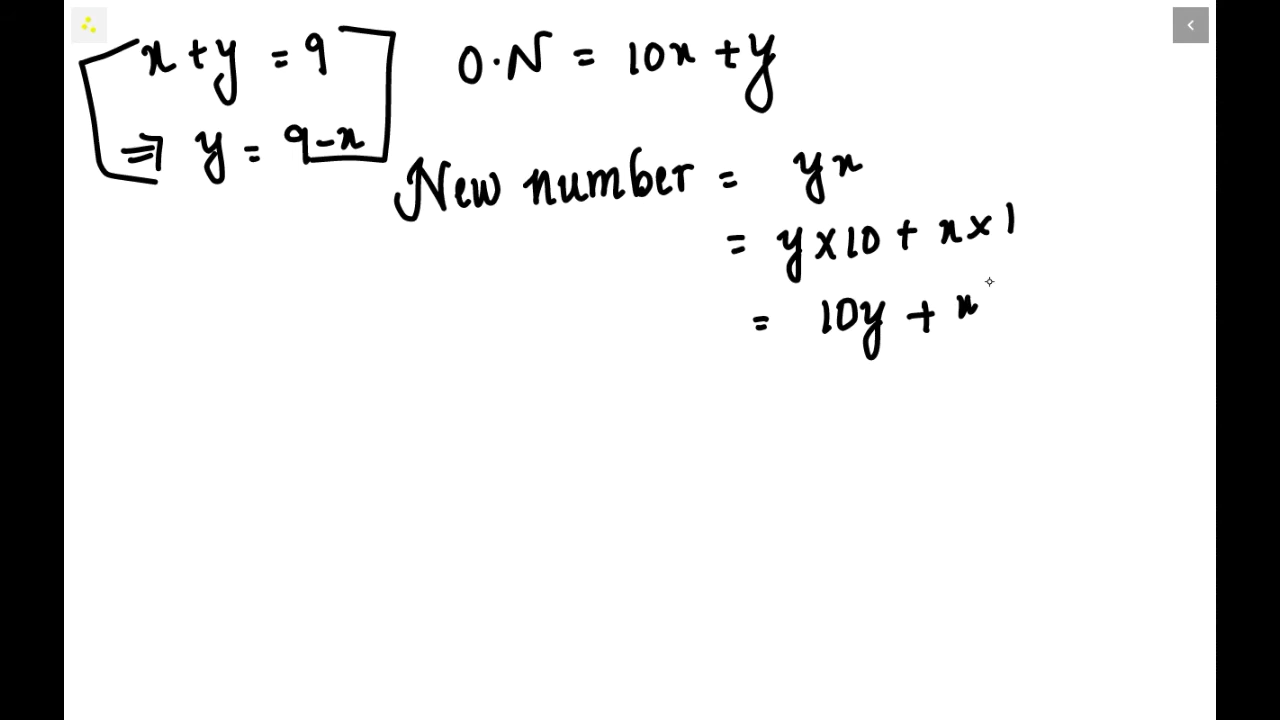 x + y = 9
⇒ y = 9 - x
O.N = 10x + y
New number = yx
= y × 10 + x × 1
= 10y + x